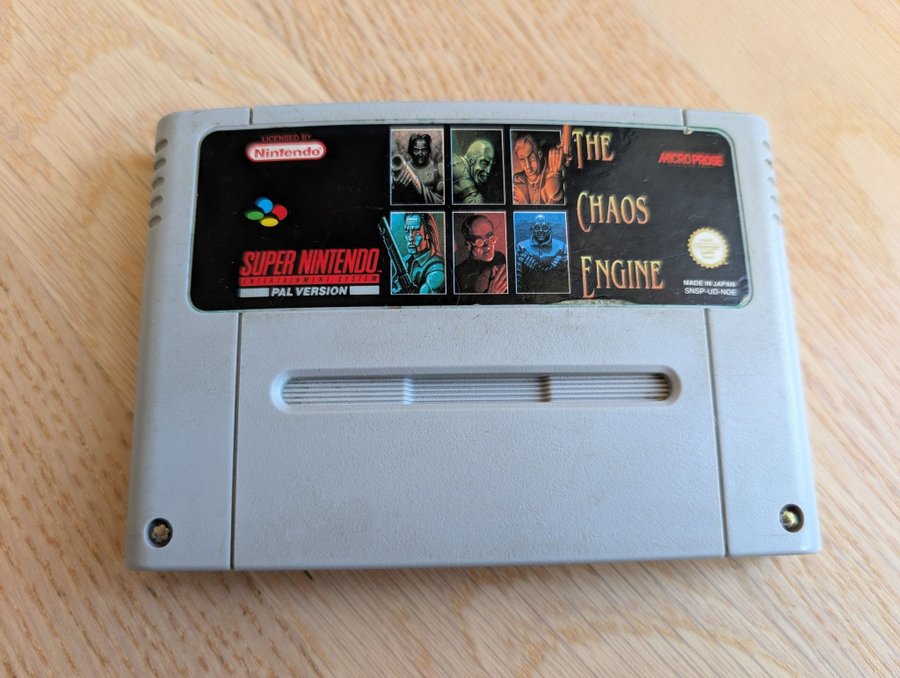 LICENSED BY
Nintendo
SUPER NINTENDO
ENTERTAINMENT SYSTEM
PAL VERSION
THE
CHAOS
ENGINE
MICROPROSE
MADE IN JAPAN
SNSP-UD-NOE